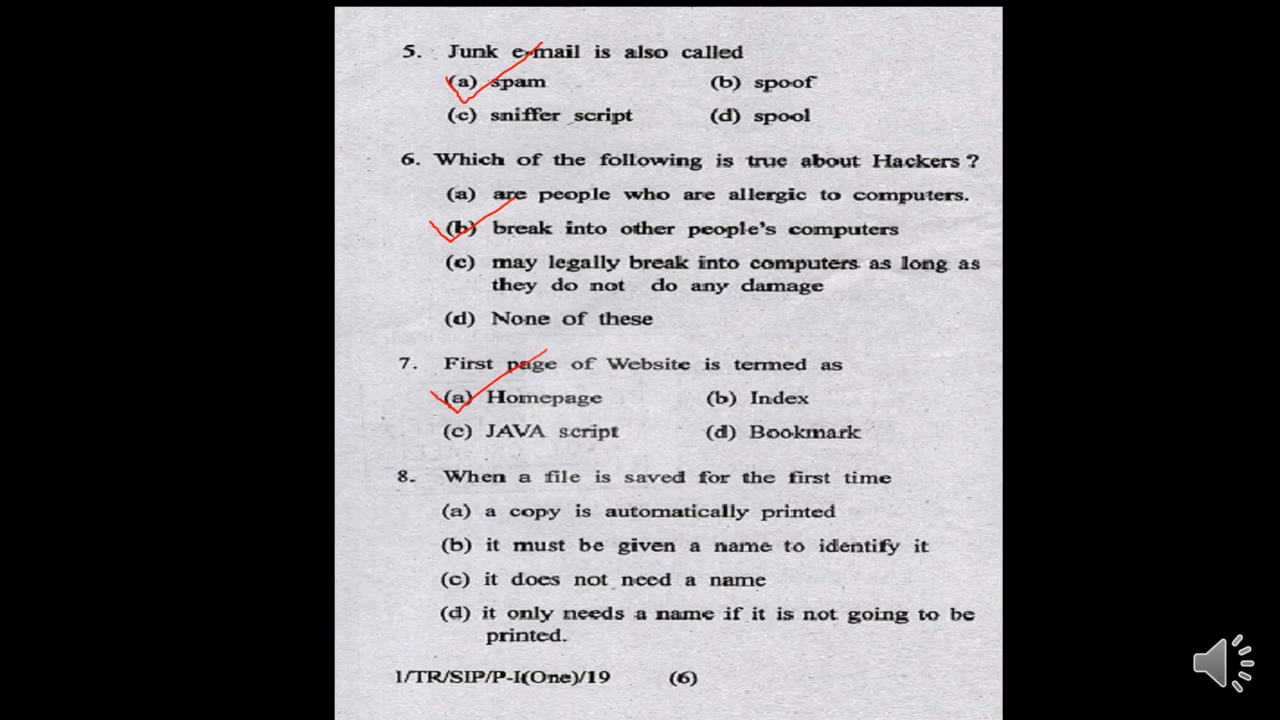 5. Junk e-mail is also called
(a) spam (b) spoof
(c) sniffer script (d) spool
6. Which of the following is true about Hackers ?
(a) are people who are allergic to computers.
(b) break into other people's computers
(c) may legally break into computers as long as
they do not do any damage
(d) None of these
7. First page of Website is termed as
(a) Homepage (b) Index
(c) JAVA script (d) Bookmark
8. When a file is saved for the first time
(a) a copy is automatically printed
(b) it must be given a name to identify it
(c) it does not need a name
(d) it only needs a name if it is not going to be
printed.
1/TR/SIP/P-I(One)/19 (6)